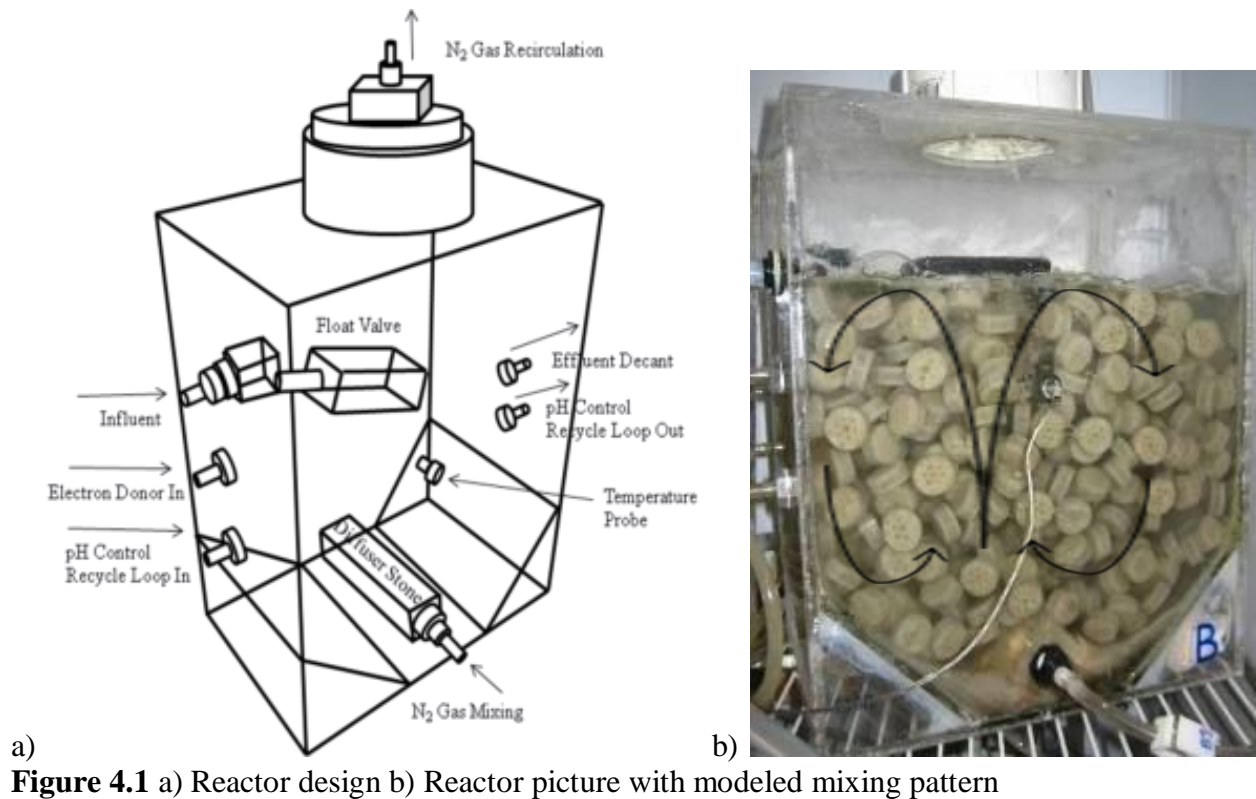 N₂ Gas Recirculation
Float Valve
Effluent Decant
Influent
pH Control
Recycle Loop Out
Electron Donor In
Temperature
Probe
pH Control
Recycle Loop In
Diffuser Stone
N₂ Gas Mixing
B
a)
b)
Figure 4.1 a) Reactor design b) Reactor picture with modeled mixing pattern